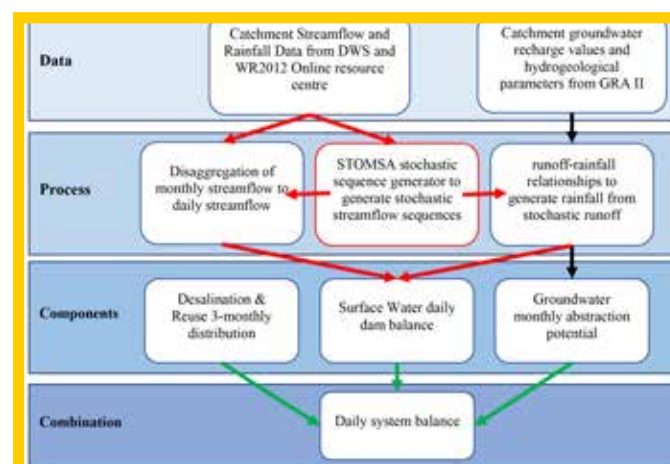 Data
Catchment Streamflow and
Rainfall Data from DWS and
WR2012 Online resource
centre
Catchment groundwater
recharge values and
hydrogeological
parameters from GRA II
Process
Disaggregation of
monthly streamflow to
daily streamflow
STOMSA stochastic
sequence generator to
generate stochastic
streamflow sequences
runoff-rainfall
relationships to
generate rainfall from
stochastic runoff
Components
Desalination &
Reuse 3-monthly
distribution
Surface Water daily
dam balance
Groundwater
monthly abstraction
potential
Combination
Daily system balance